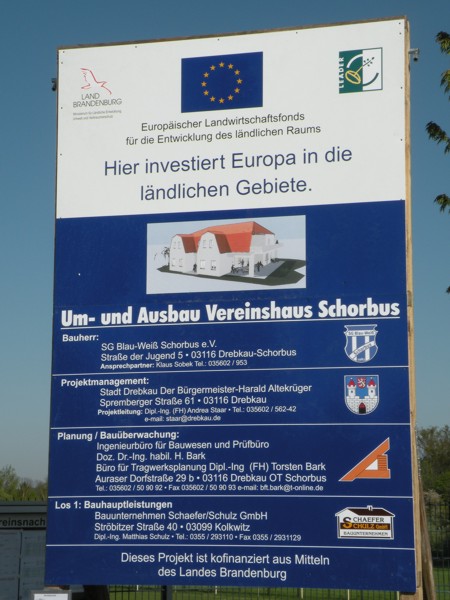 LAND
BRANDENBURG
LEADER
Europäischer Landwirtschaftsfonds
für die Entwicklung des ländlichen Raums
Hier investiert Europa in die
ländlichen Gebiete.
Um- und Ausbau Vereinshaus Schorbus
Bauherr:
SG Blau-Weiß Schorbus e.V.
Straße der Jugend 5 • 03116 Drebkau-Schorbus
Ansprechpartner: Klaus Sobek Tel.: 035602 / 953
SG Blau-Weiß
Projektmanagement:
Stadt Drebkau Der Bürgermeister-Harald Altekrüger
Spremberger Straße 61 • 03116 Drebkau
Projektleitung: Dipl.-Ing. (FH) Andrea Staar • Tel.: 035602 / 562-42
e-mail: staar@drebkau.de
Planung / Bauüberwachung:
Ingenieurbüro für Bauwesen und Prüfbüro
Doz. Dr.-Ing. habil. H. Bark
Büro für Tragwerksplanung Dipl.-Ing (FH) Torsten Bark
Auraser Dorfstraße 29 b • 03116 Drebkau OT Schorbus
Tel.: 035602 / 50 90 92 • Fax 035602 / 50 90 93 e-mail: bft.bark@t-online.de
Los 1: Bauhauptleistungen
Bauunternehmen Schaefer/Schulz GmbH
Ströbitzer Straße 40 • 03099 Kolkwitz
Dipl.-Ing. Matthias Schulz • Tel.: 0355 / 293110 • Fax 0355 / 2931129
SCHAEFER
SCHULZ GmbH
BAUUNTERNEHMEN
Dieses Projekt ist kofinanziert aus Mitteln
des Landes Brandenburg